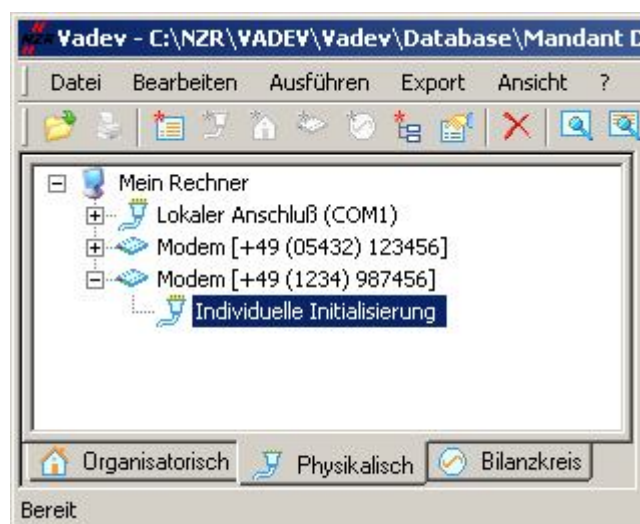 NZR Vadev - C:\NZR\VADEV\Vadev\Database\Mandant D
Datei Bearbeiten Ausführen Export Ansicht ?
Mein Rechner
Lokaler Anschluß (COM1)
Modem [+49 (05432) 123456]
Modem [+49 (1234) 987456]
Individuelle Initialisierung
Organisatorisch Physikalisch Bilanzkreis
Bereit